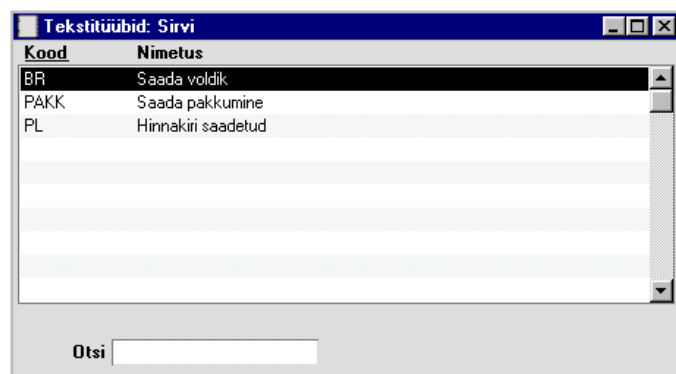 Tekstitüübid: Sirvi
Kood Nimetus
BR Saada voldik
PAKK Saada pakkumine
PL Hinnakiri saadetud
Otsi